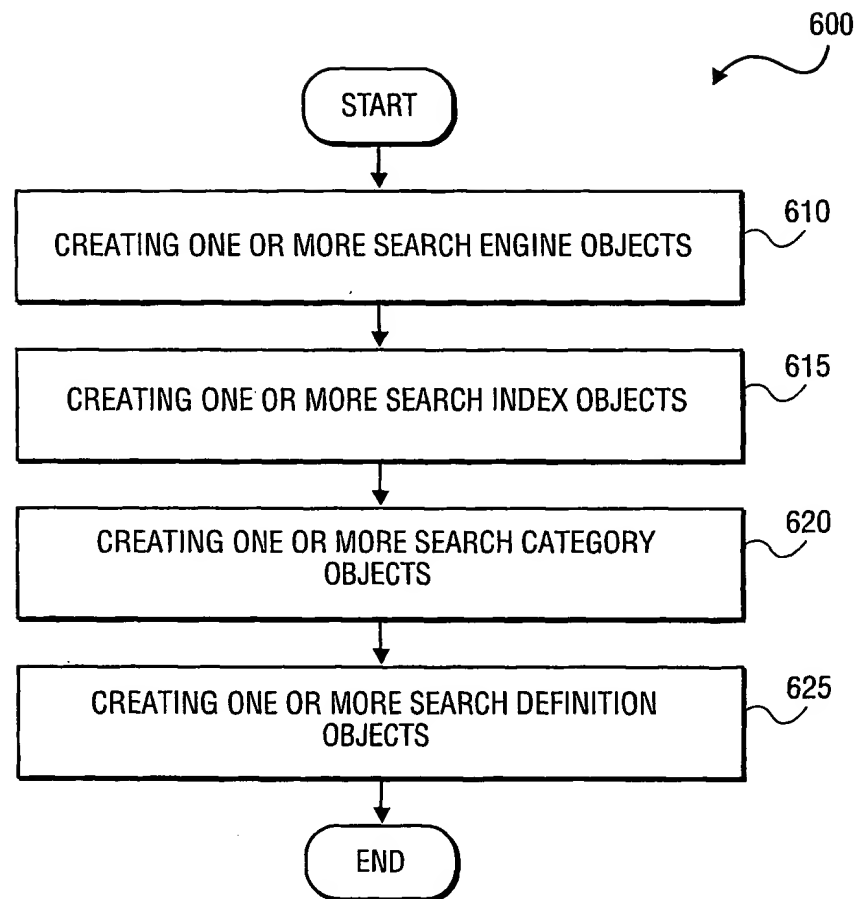 600
START
CREATING ONE OR MORE SEARCH ENGINE OBJECTS
610
CREATING ONE OR MORE SEARCH INDEX OBJECTS
615
CREATING ONE OR MORE SEARCH CATEGORY
OBJECTS
620
CREATING ONE OR MORE SEARCH DEFINITION
OBJECTS
625
END